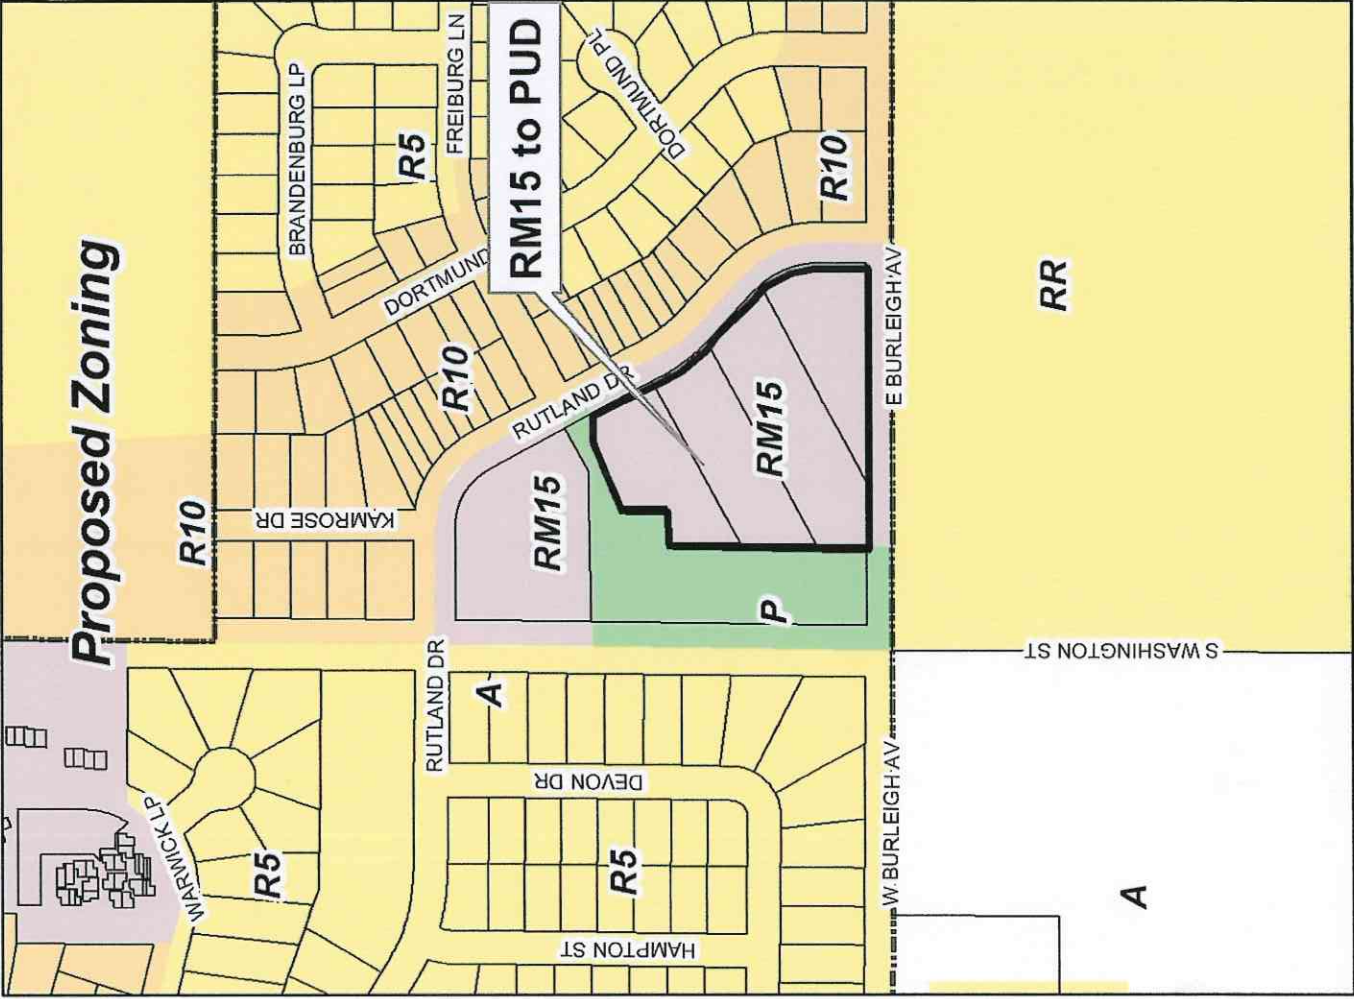 Proposed Zoning
R10
KAMROSE DR
BRANDENBURG LP
R5
FREIBURG LN
DORTMUND PL
DORTMUND
RM15 to PUD
R10
R10
RUTLAND DR
RM15
RM15
P
E BURLEIGH AV
RR
S WASHINGTON ST
RUTLAND DR
A
DEVON DR
WARWICK LP
R5
R5
HAMPTON ST
W. BURLEIGH AV
A